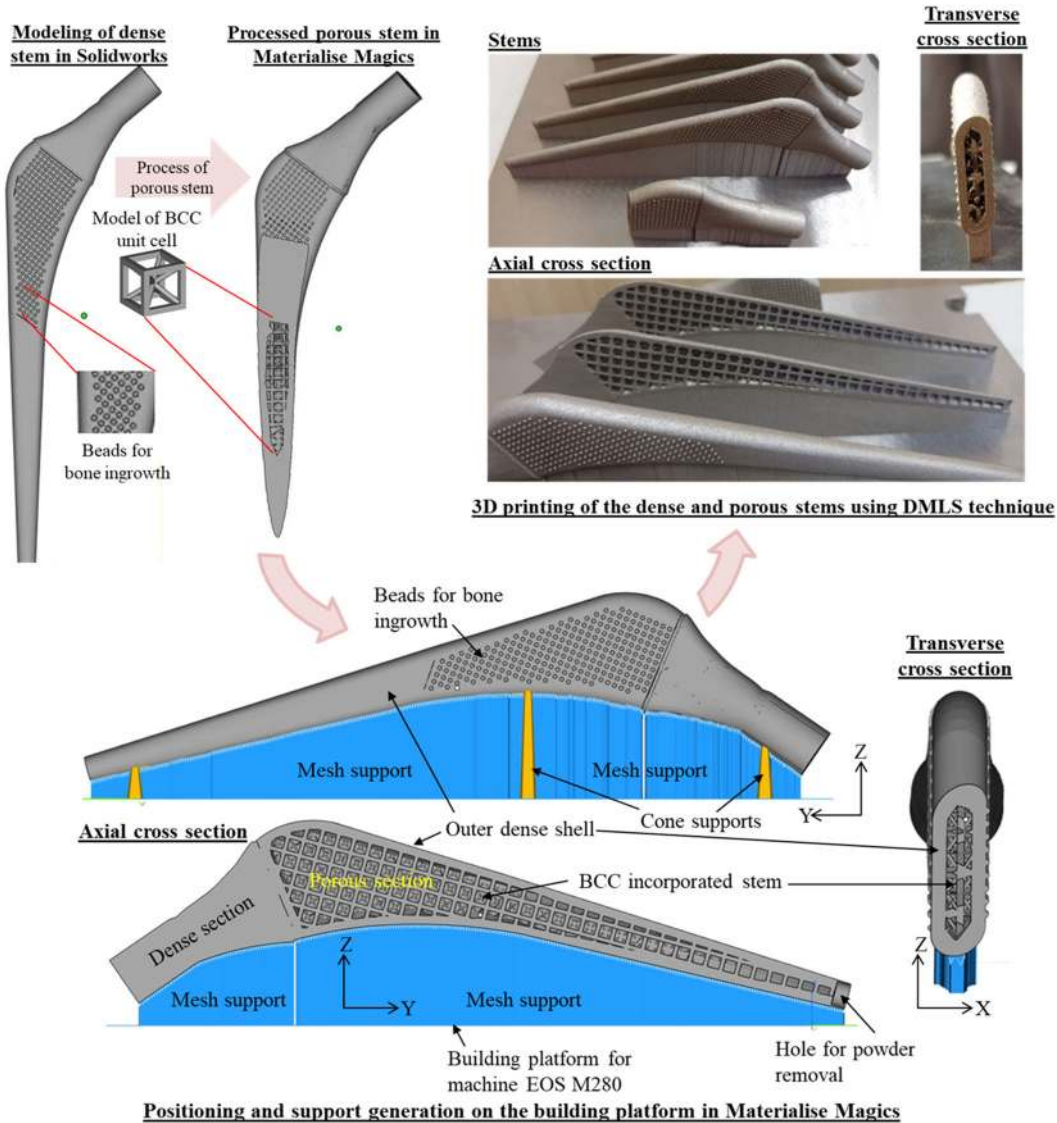 Modeling of dense
stem in Solidworks
Processed porous stem in
Materialise Magics
Process of
porous stem
Model of BCC
unit cell
Beads for
bone ingrowth
Stems
Transverse
cross section
Axial cross section
3D printing of the dense and porous stems using DMLS technique
Beads for bone
ingrowth
Transverse
cross section
Mesh support
Mesh support
Z
Y
Axial cross section
Outer dense shell
Cone supports
Porous section
BCC incorporated stem
Dense section
Z
Y
Mesh support
Mesh support
Z
X
Building platform for
machine EOS M280
Hole for powder
removal
Positioning and support generation on the building platform in Materialise Magics